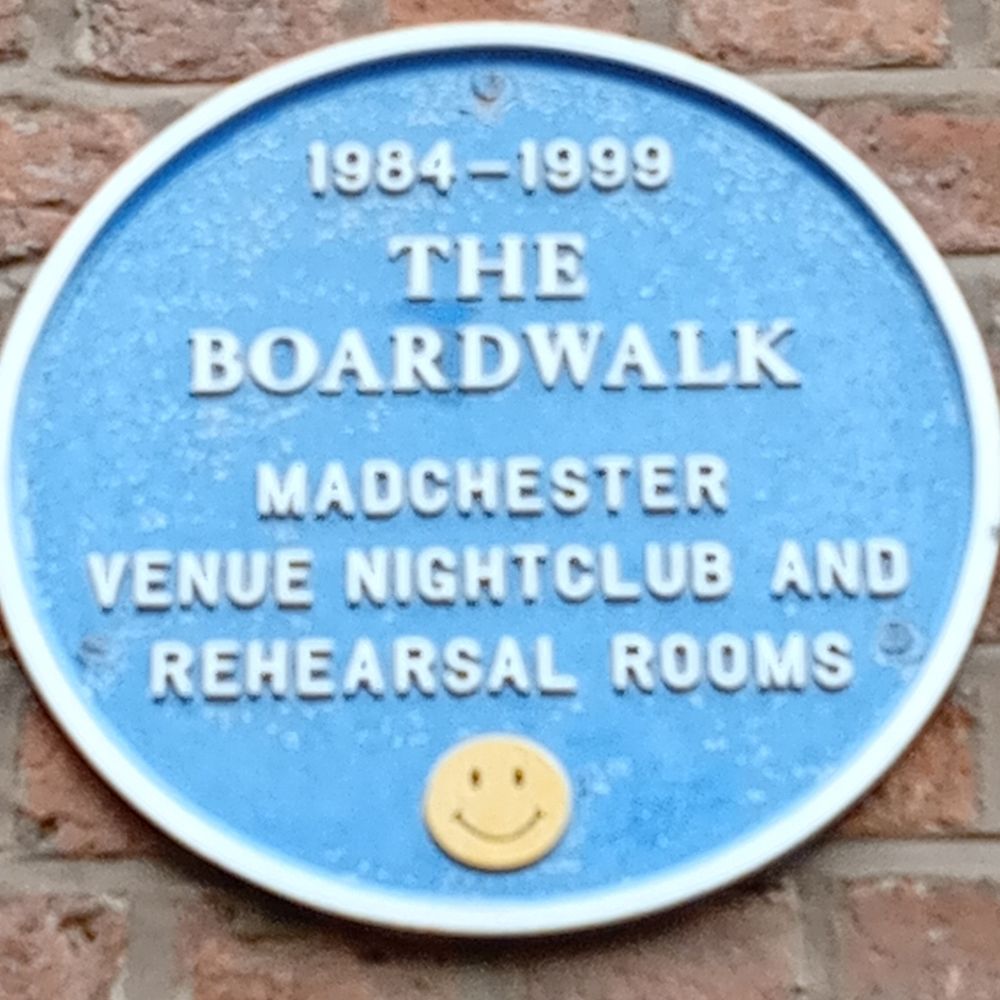 1984-1999
THE
BOARDWALK
MADCHESTER
VENUE NIGHTCLUB AND
REHEARSAL ROOMS